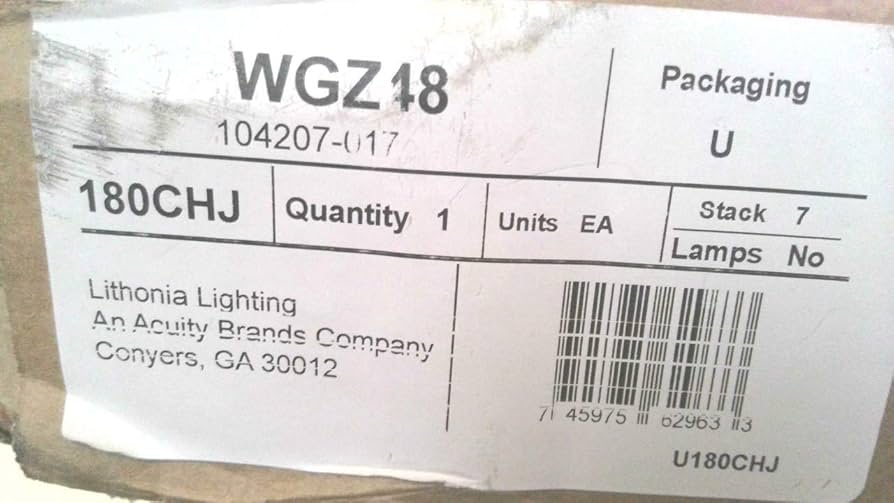 WGZ48
104207-017
Packaging
U
180CHJ
Quantity 1
Units EA
Stack 7
Lamps No
Lithonia Lighting
An Acuity Brands Company
Conyers, GA 30012
7 45975 62963 3
U180CHJ